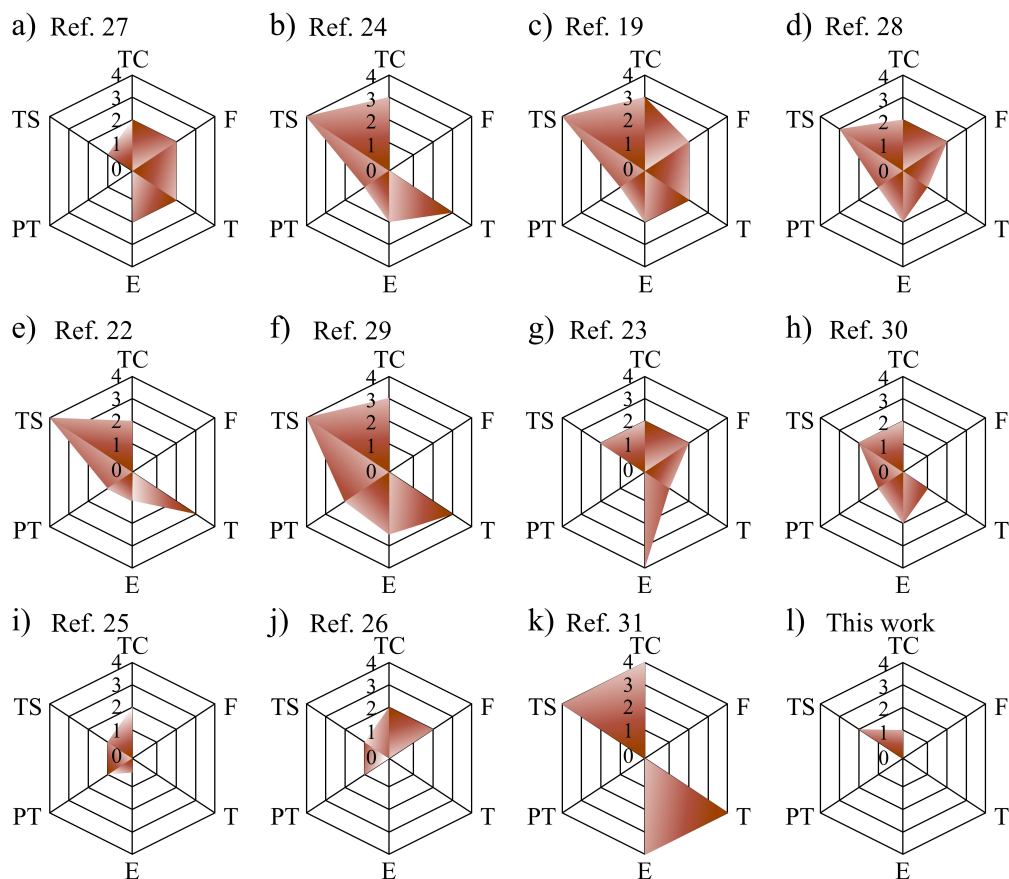 a) Ref. 27
TC
4
3
2
1
0
TS
F
PT
T
E
b) Ref. 24
TC
4
3
2
1
0
TS
F
PT
T
E
c) Ref. 19
TC
4
3
2
1
0
TS
F
PT
T
E
d) Ref. 28
TC
4
3
2
1
0
TS
F
PT
T
E
e) Ref. 22
TC
4
3
2
1
0
TS
F
PT
T
E
f) Ref. 29
TC
4
3
2
1
0
TS
F
PT
T
E
g) Ref. 23
TC
4
3
2
1
0
TS
F
PT
T
E
h) Ref. 30
TC
4
3
2
1
0
TS
F
PT
T
E
i) Ref. 25
TC
4
3
2
1
0
TS
F
PT
T
E
j) Ref. 26
TC
4
3
2
1
0
TS
F
PT
T
E
k) Ref. 31
TC
4
3
2
1
0
TS
F
PT
T
E
l) This work
TC
4
3
2
1
0
TS
F
PT
T
E